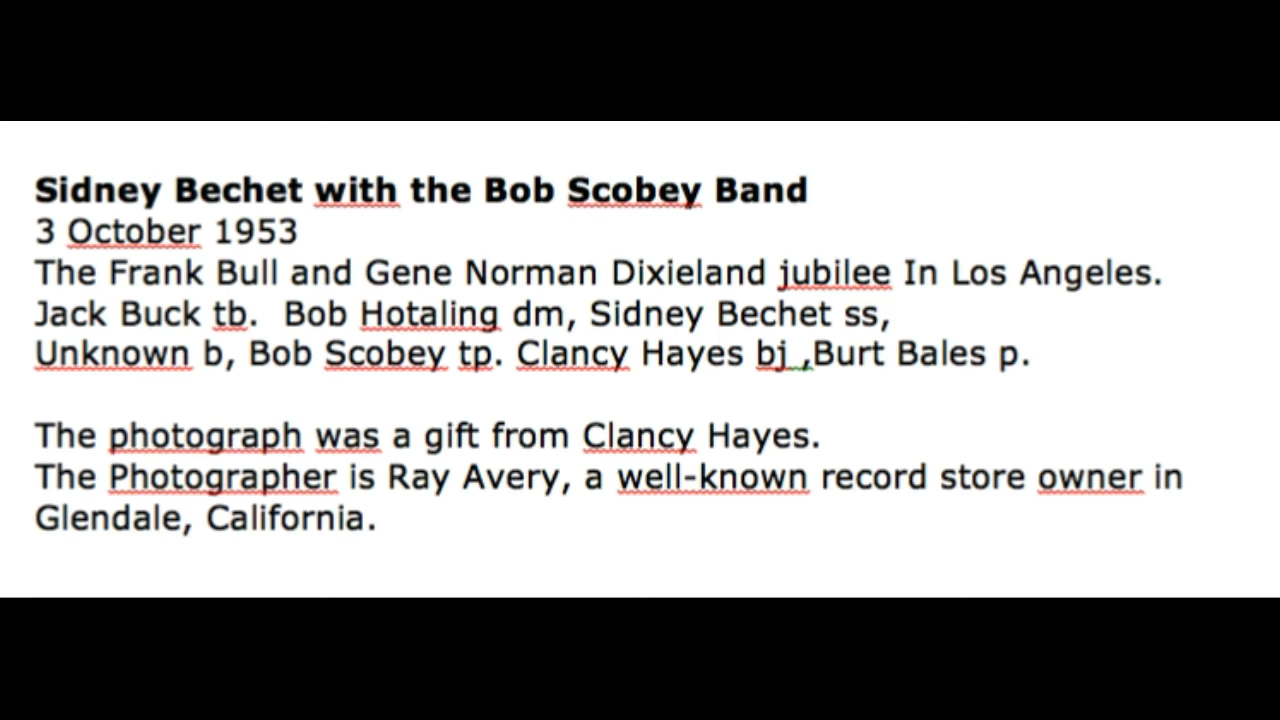 Sidney Bechet with the Bob Scobey Band
3 October 1953
The Frank Bull and Gene Norman Dixieland jubilee In Los Angeles.
Jack Buck tb.  Bob Hotaling dm, Sidney Bechet ss,
Unknown b, Bob Scobey tp. Clancy Hayes bj ,Burt Bales p.
The photograph was a gift from Clancy Hayes.
The Photographer is Ray Avery, a well-known record store owner in
Glendale, California.